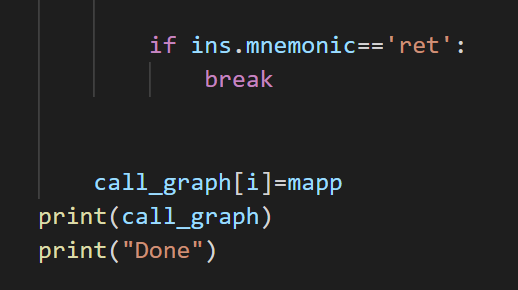 if ins.mnemonic=='ret':
break
call_graph[i]=mapp
print(call_graph)
print("Done")